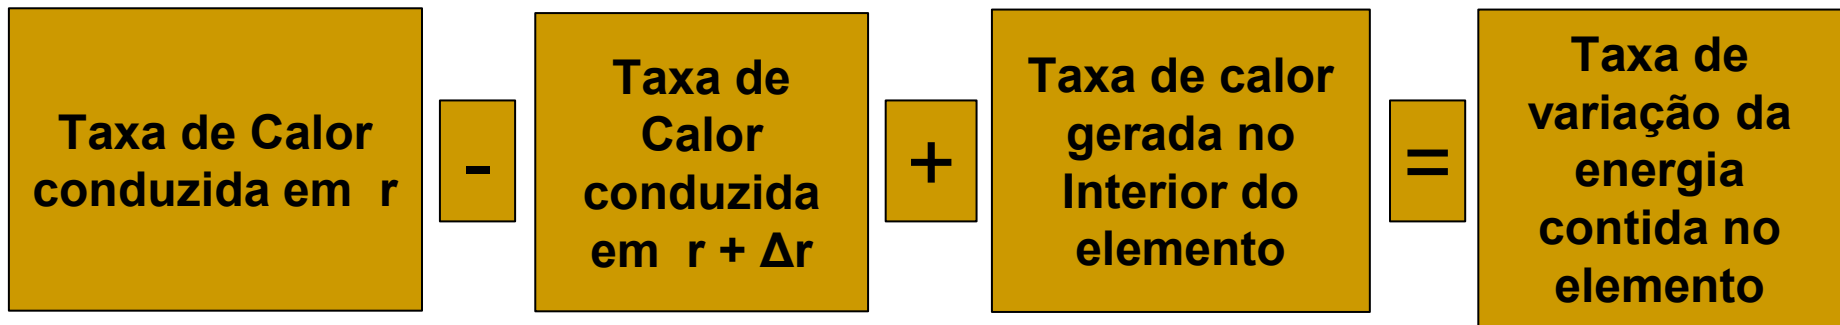 Taxa de Calor
conduzida em r
-
Taxa de
Calor
conduzida
em r + Δr
+
Taxa de calor
gerada no
Interior do
elemento
=
Taxa de
variação da
energia
contida no
elemento